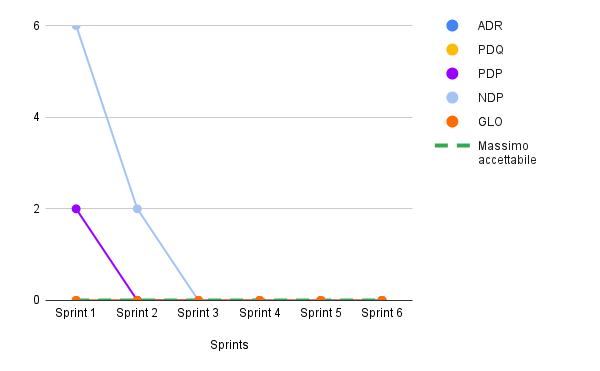 6
4
2
0
Sprint 1 Sprint 2 Sprint 3 Sprint 4 Sprint 5 Sprint 6
Sprints
ADR
PDQ
PDP
NDP
GLO
Massimo
accettabile